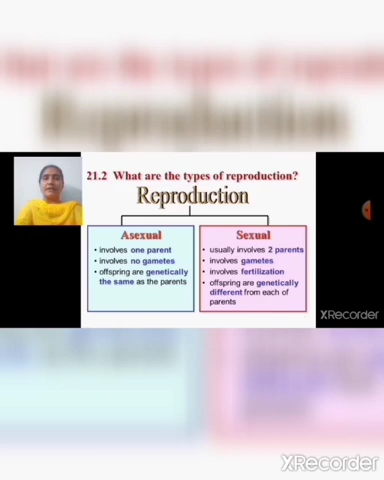 21.2 What are the types of reproduction?
Reproduction
Asexual
• involves one parent
• involves no gametes
• offspring are genetically
the same as the parents
Sexual
• usually involves 2 parents
• involves gametes
• involves fertilization
• offspring are genetically
different from each of
parents
XRecorder
XRecorder